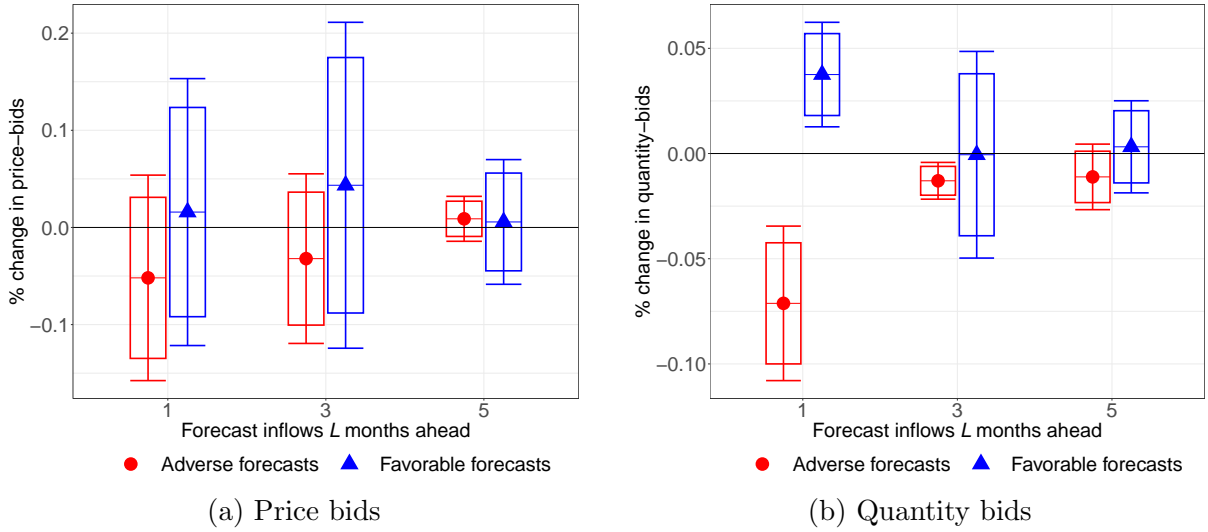 % change in price−bids
0.2
0.1
0.0
−0.1
1
3
5
Forecast inflows L months ahead
Adverse forecasts
Favorable forecasts
(a) Price bids
% change in quantity−bids
0.05
0.00
−0.05
−0.10
1
3
5
Forecast inflows L months ahead
Adverse forecasts
Favorable forecasts
(b) Quantity bids